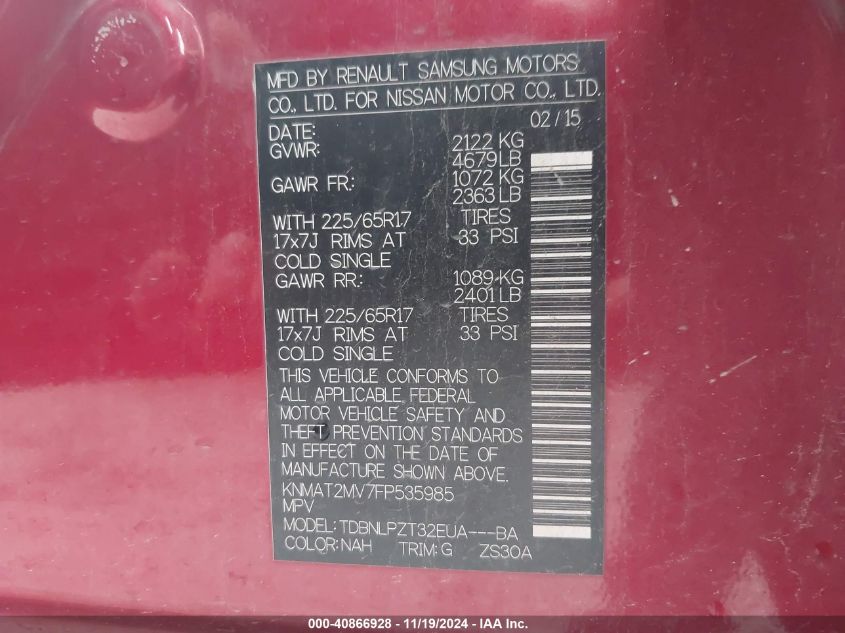 MFD BY RENAULT SAMSUNG MOTORS
CO., LTD. FOR NISSAN MOTOR CO., LTD.
DATE: 02/15
GVWR: 2122 KG
4679LB
GAWR FR: 1072 KG
2363 LB
WITH 225/65R17 TIRES
17x7J RIMS AT 33 PSI
COLD SINGLE
GAWR RR: 1089 KG
2401 LB
WITH 225/65R17 TIRES
17x7J RIMS AT 33 PSI
COLD SINGLE
THIS VEHICLE CONFORMS TO
ALL APPLICABLE FEDERAL
MOTOR VEHICLE SAFETY AND
THEFT PREVENTION STANDARDS
IN EFFECT ON THE DATE OF
MANUFACTURE SHOWN ABOVE.
KNMAT2MV7FP535985
MPV
MODEL: TDBNLPZT32EUA---BA
COLOR: NAH TRIM: G ZS30A
000-40866928 - 11/19/2024 - IAA Inc.